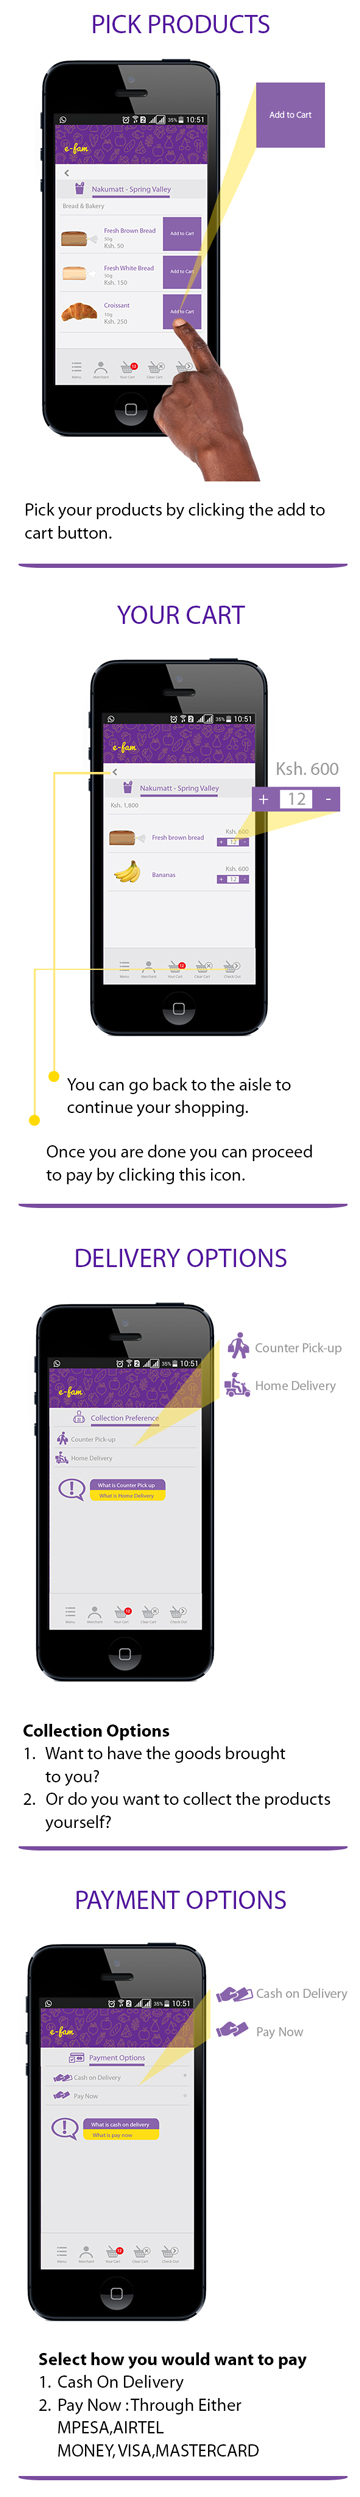 PICK PRODUCTS
35% 10:51
Add to Cart
e-fam
Nakumatt - Spring Valley
Bread & Bakery
Fresh Brown Bread
50g
Ksh. 50
Add to Cart
Fresh White Bread
50g
Ksh. 150
Add to Cart
Croissant
10g
Ksh. 250
Add to Cart
12
Menu Merchant Your Cart Clear Cart
Pick your products by clicking the add to
cart button.
YOUR CART
35% 10:51
e-fam
Ksh. 600
+ 12 -
Nakumatt - Spring Valley
Ksh. 1,800
Ksh. 600
Fresh brown bread
+ 12 -
Ksh. 600
Bananas
+ 12 -
12
Menu Merchant Your Cart Clear Cart Check Out
You can go back to the aisle to
continue your shopping.
Once you are done you can proceed
to pay by clicking this icon.
DELIVERY OPTIONS
Counter Pick-up
35% 10:51
Home Delivery
e-fam
Collection Preference
Counter Pick-up
Home Delivery
What is Counter Pick up
What is Home Delivery
12
Menu Merchant Your Cart Clear Cart Check Out
Collection Options
1. Want to have the goods brought
to you?
2. Or do you want to collect the products
yourself?
PAYMENT OPTIONS
Cash on Delivery
35% 10:51
Pay Now
e-fam
Payment Options
Cash on Delivery
Pay Now
What is cash on delivery
What is pay now
12
Menu Merchant Your Cart Clear Cart Check Out
Select how you would want to pay
1. Cash On Delivery
2. Pay Now :Through Either
MPESA,AIRTEL
MONEY, VISA,MASTERCARD